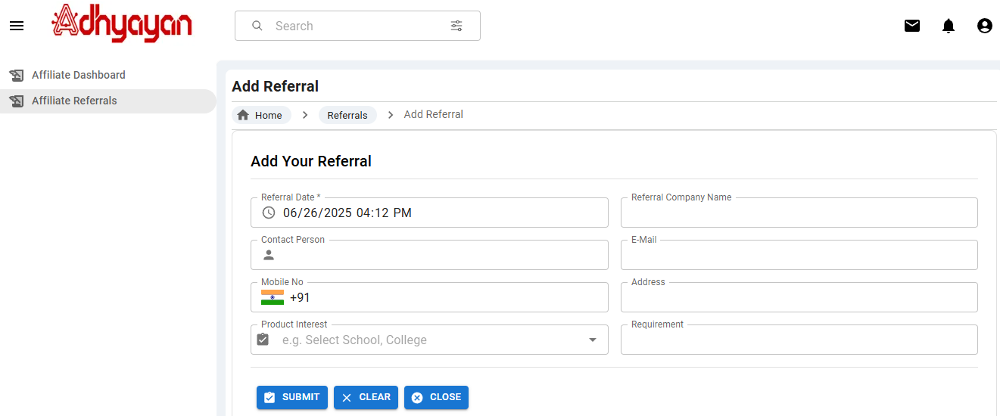 Adhyayan
Search
Affiliate Dashboard
Affiliate Referrals
Add Referral
Home > Referrals > Add Referral
Add Your Referral
Referral Date *
06/26/2025 04:12 PM
Referral Company Name
Contact Person
E-Mail
Mobile No
+91
Address
Product Interest
e.g. Select School, College
Requirement
SUBMIT CLEAR CLOSE